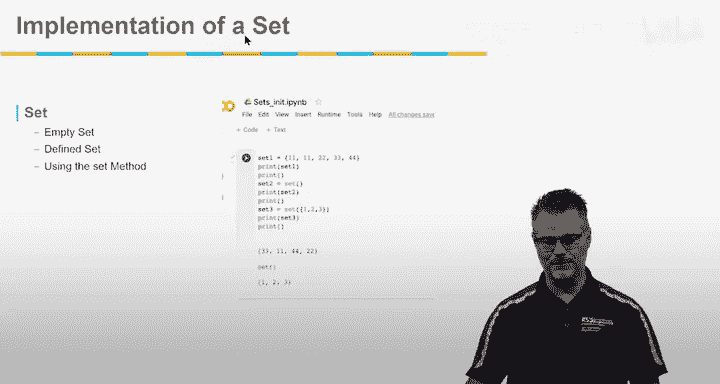 Implementation of a Set
Set
– Empty Set
– Defined Set
– Using the set Method
Sets_init.ipynb
File Edit View Insert Runtime Tools Help All changes save
+ Code + Text
set1 = {11, 11, 22, 33, 44}
print(set1)
print()
set2 = set()
print(set2)
print()
set3 = set({1,2,3})
print(set3)
print()
{33, 11, 44, 22}
set()
{1, 2, 3}